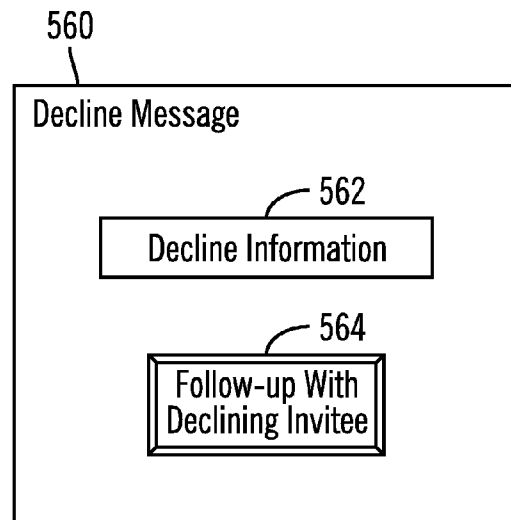 560
Decline Message
562
Decline Information
564
Follow-up With
Declining Invitee